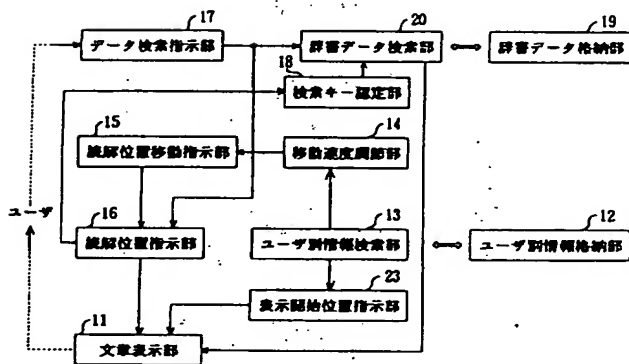 17
データ検索指示部
20
辞書データ検索部
19
辞書データ格納部
18
検索キー認定部
15
読解位置移動指示部
14
移動速度調節部
ユーザ
16
読解位置指示部
13
ユーザ別情報検索部
12
ユーザ別情報格納部
23
表示開始位置指示部
11
文章表示部